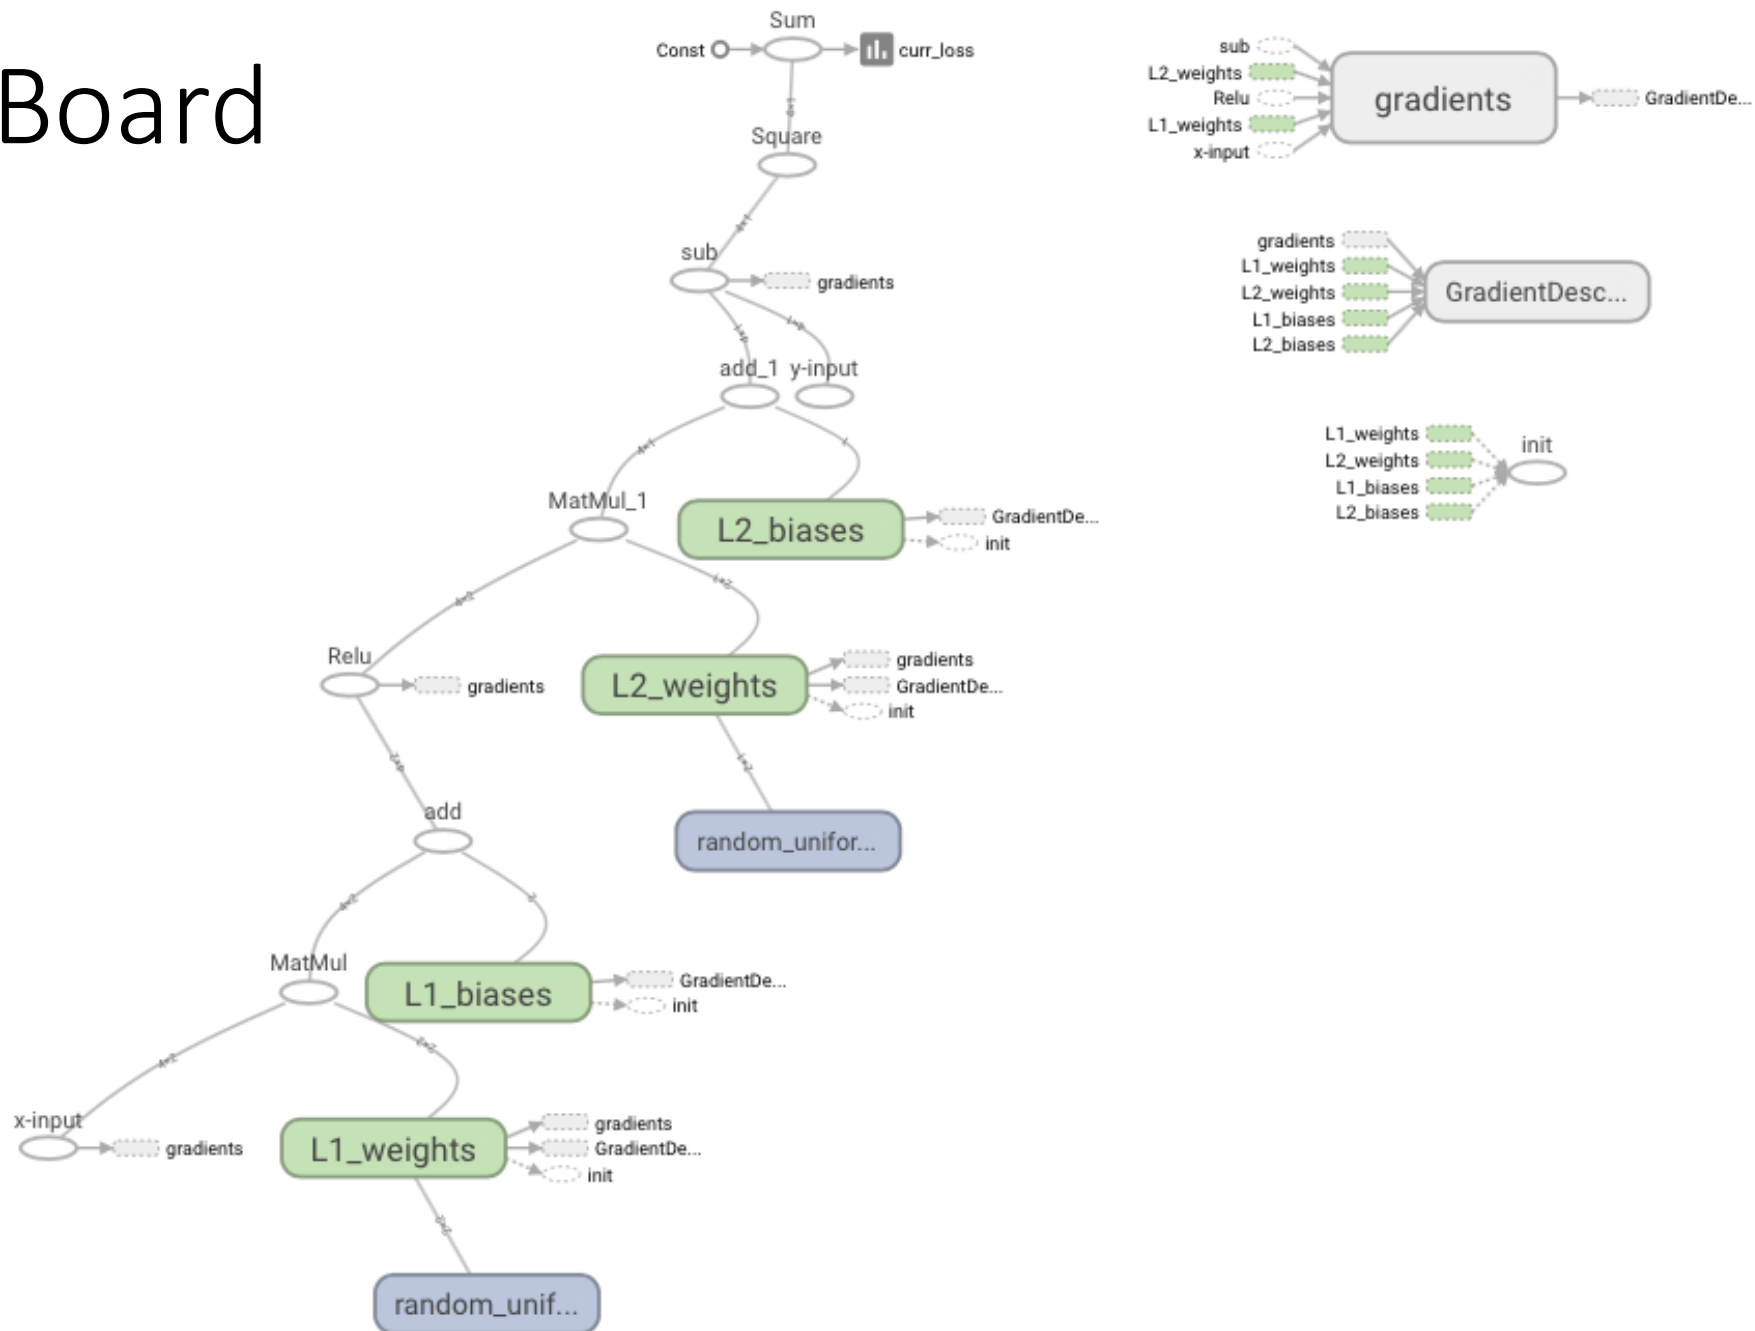 Board
Sum
Const
curr_loss
Square
sub
gradients
add_1 y-input
MatMul_1
L2_biases
GradientDe...
init
Relu
gradients
L2_weights
gradients
GradientDe...
init
add
random_unifor...
MatMul
L1_biases
GradientDe...
init
x-input
gradients
L1_weights
gradients
GradientDe...
init
random_unif...
sub
L2_weights
Relu
L1_weights
x-input
gradients
GradientDe...
gradients
L1_weights
L2_weights
L1_biases
L2_biases
GradientDesc...
L1_weights
L2_weights
L1_biases
L2_biases
init